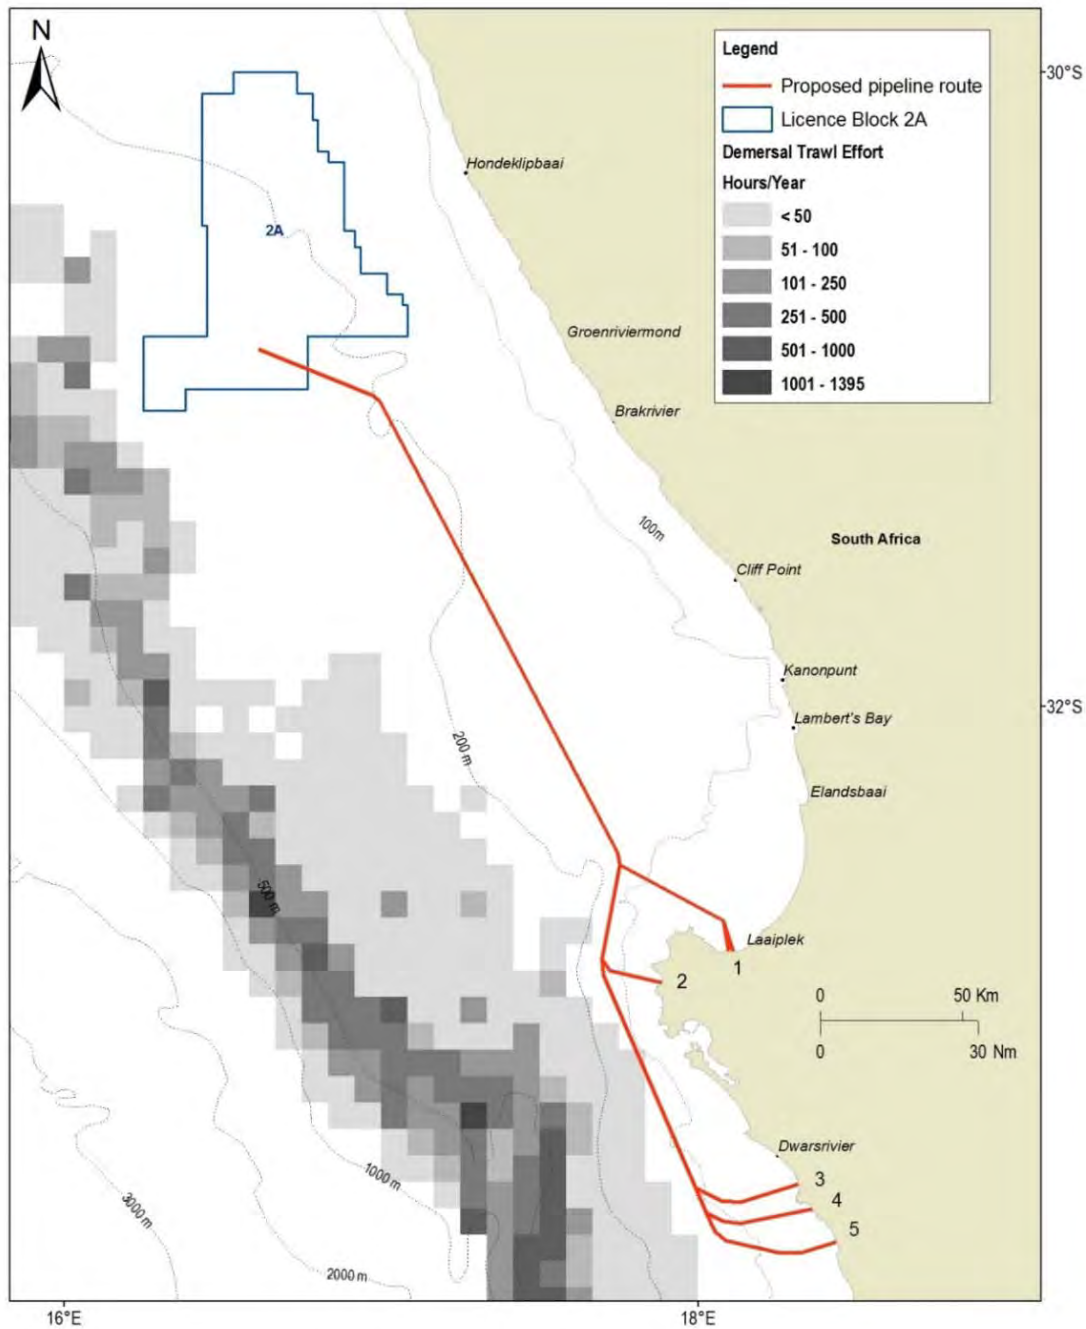 N
Legend
Proposed pipeline route
Licence Block 2A
Demersal Trawl Effort
Hours/Year
< 50
51 - 100
101 - 250
251 - 500
501 - 1000
1001 - 1395
30°S
Hondeklipbaai
2A
Groenriviermond
Brakrivier
100m
South Africa
Cliff Point
Kanonpunt
32°S
Lambert's Bay
200 m
Elandsbaai
500 m
Laaiplek
1
2
0 50 Km
0 30 Nm
Dwarsrivier
1000 m
3
3000 m
4
5
2000 m
16°E 18°E